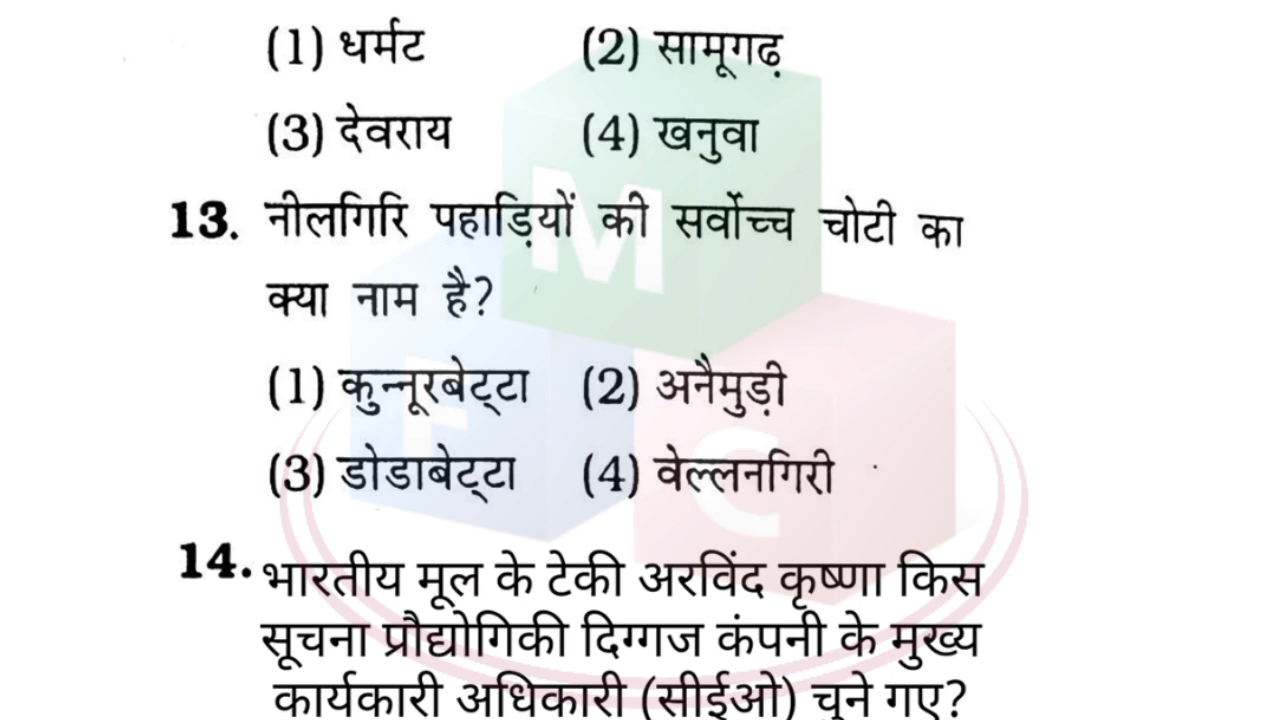 (1) धर्मट (2) सामूगढ़
(3) देवराय (4) खनुवा
13. नीलगिरि पहाड़ियों की सर्वोच्च चोटी का
क्या नाम है?
(1) कुन्नूरबेट्टा (2) अनैमुड़ी
(3) डोडाबेट्टा (4) वेल्लनगिरी
14. भारतीय मूल के टेकी अरविंद कृष्णा किस
सूचना प्रौद्योगिकी दिग्गज कंपनी के मुख्य
कार्यकारी अधिकारी (सीईओ) चुने गए?
M
F
C